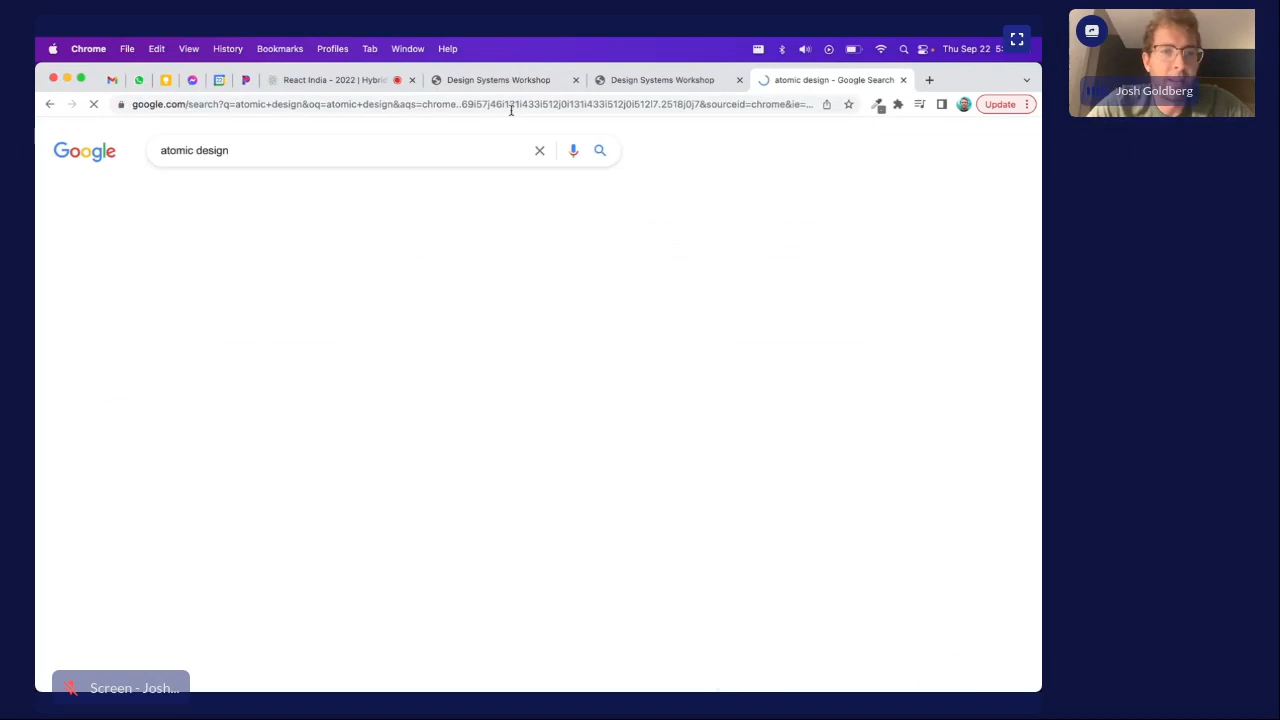 Chrome File Edit View History Bookmarks Profiles Tab Window Help
Thu Sep 22
React India - 2022 | Hybrid
Design Systems Workshop
Design Systems Workshop
atomic design - Google Search
google.com/search?q=atomic+design&oq=atomic+design&aqs=chrome..69i57j46i131i433i512j0i131i433i512j0i512l7.2518j0j7&sourceid=chrome&ie=...
Update
Google
atomic design
Josh Goldberg
Screen - Josh...